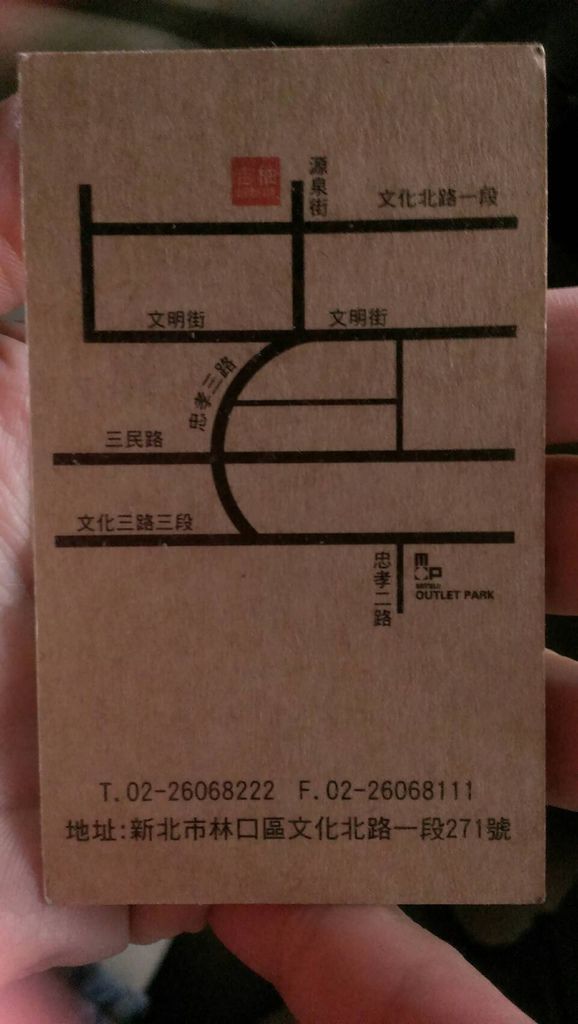 源泉街
文化北路一段
文明街
文明街
忠孝三路
三民路
文化三路三段
忠孝二路
MOP
MITSUI
OUTLET PARK
T.02-26068222 F.02-26068111
地址:新北市林口區文化北路一段271號